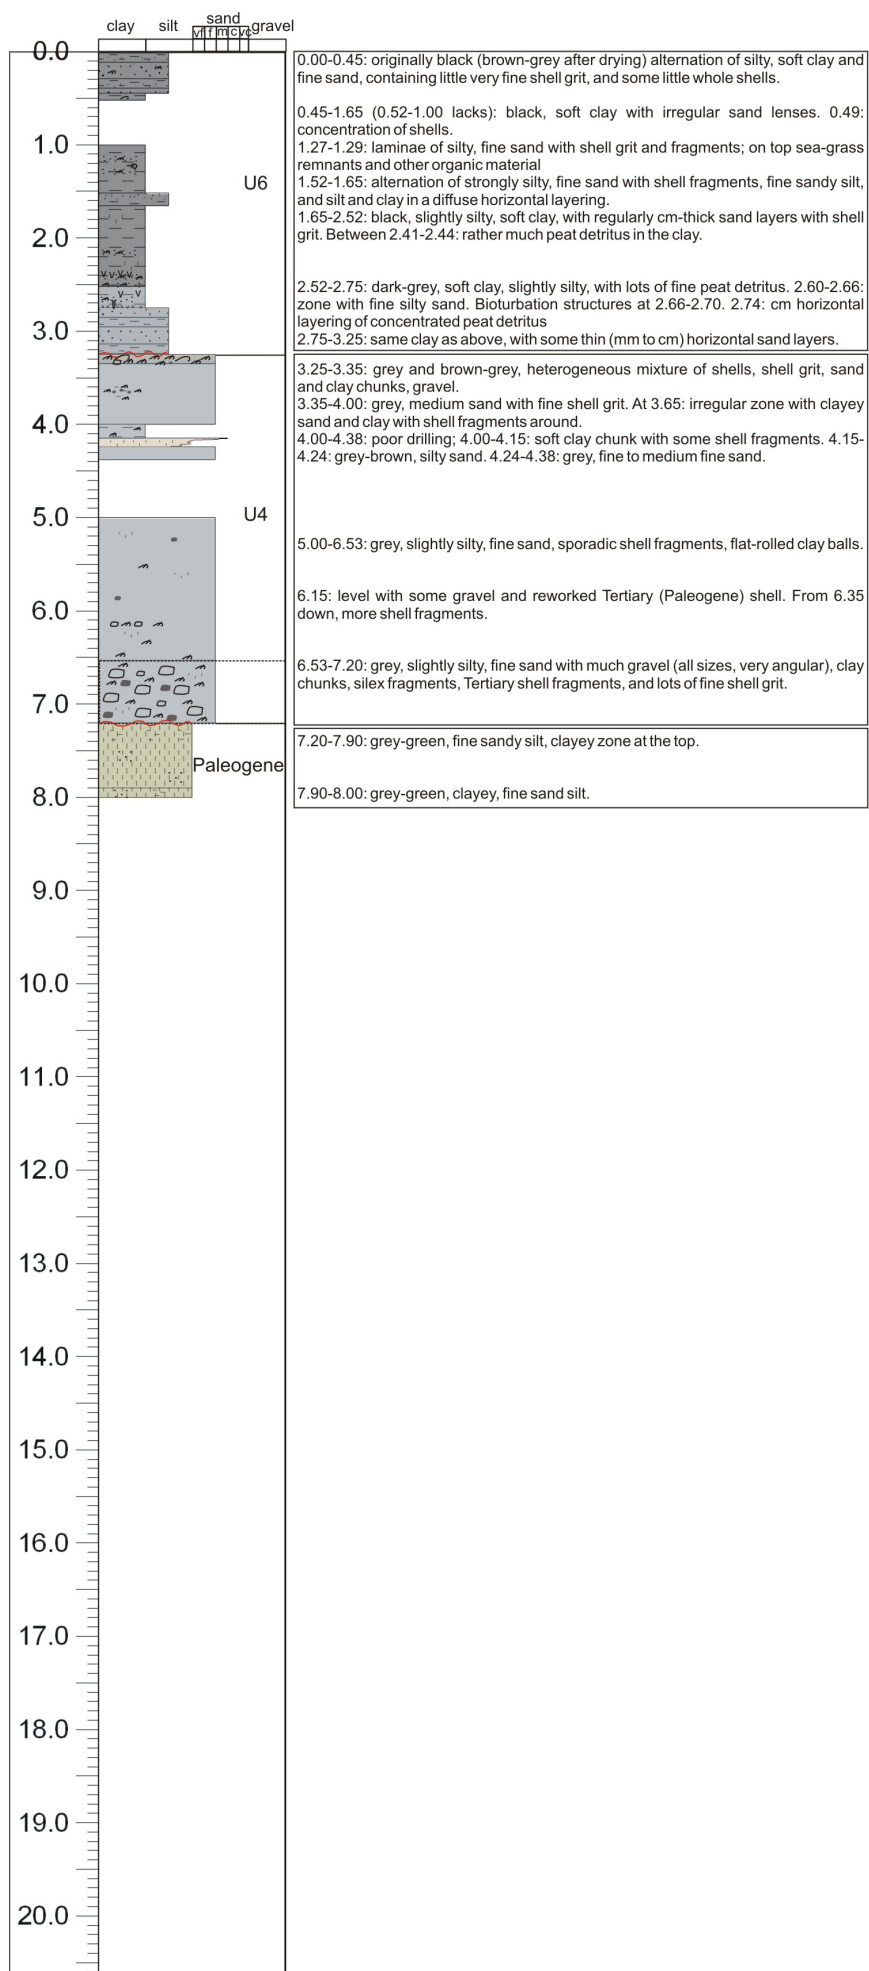 sand
clay silt gravel
vf f m c vc
0.0
1.0
2.0
3.0
4.0
5.0
6.0
7.0
8.0
9.0
10.0
11.0
12.0
13.0
14.0
15.0
16.0
17.0
18.0
19.0
20.0
U6
U4
Paleogene
0.00-0.45: originally black (brown-grey after drying) alternation of silty, soft clay and
fine sand, containing little very fine shell grit, and some little whole shells.
0.45-1.65 (0.52-1.00 lacks): black, soft clay with irregular sand lenses. 0.49:
concentration of shells.
1.27-1.29: laminae of silty, fine sand with shell grit and fragments; on top sea-grass
remnants and other organic material
1.52-1.65: alternation of strongly silty, fine sand with shell fragments, fine sandy silt,
and silt and clay in a diffuse horizontal layering.
1.65-2.52: black, slightly silty, soft clay, with regularly cm-thick sand layers with shell
grit. Between 2.41-2.44: rather much peat detritus in the clay.
2.52-2.75: dark-grey, soft clay, slightly silty, with lots of fine peat detritus. 2.60-2.66:
zone with fine silty sand. Bioturbation structures at 2.66-2.70. 2.74: cm horizontal
layering of concentrated peat detritus
2.75-3.25: same clay as above, with some thin (mm to cm) horizontal sand layers.
3.25-3.35: grey and brown-grey, heterogeneous mixture of shells, shell grit, sand
and clay chunks, gravel.
3.35-4.00: grey, medium sand with fine shell grit. At 3.65: irregular zone with clayey
sand and clay with shell fragments around.
4.00-4.38: poor drilling; 4.00-4.15: soft clay chunk with some shell fragments. 4.15-
4.24: grey-brown, silty sand. 4.24-4.38: grey, fine to medium fine sand.
5.00-6.53: grey, slightly silty, fine sand, sporadic shell fragments, flat-rolled clay balls.
6.15: level with some gravel and reworked Tertiary (Paleogene) shell. From 6.35
down, more shell fragments.
6.53-7.20: grey, slightly silty, fine sand with much gravel (all sizes, very angular), clay
chunks, silex fragments, Tertiary shell fragments, and lots of fine shell grit.
7.20-7.90: grey-green, fine sandy silt, clayey zone at the top.
7.90-8.00: grey-green, clayey, fine sand silt.